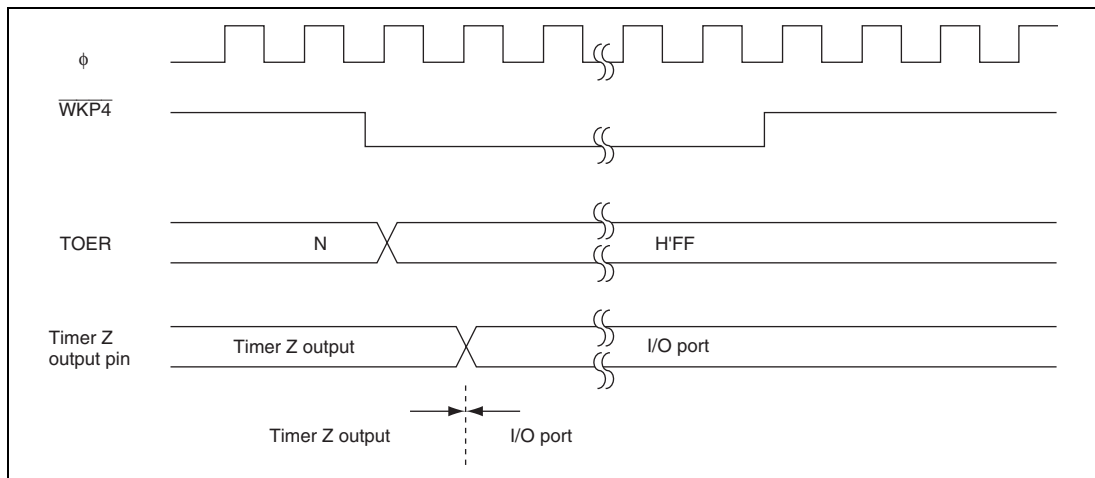 ϕ
WKP4
TOER
N
H'FF
Timer Z
output pin
Timer Z output
I/O port
Timer Z output
I/O port